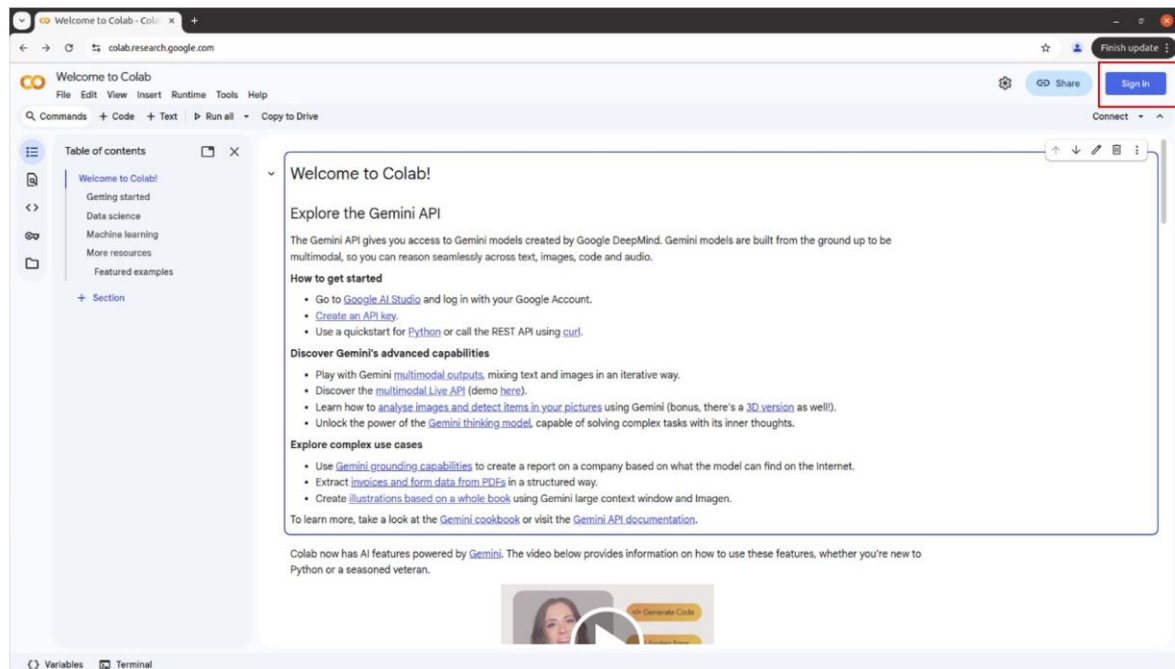 Welcome to Colab - Cola
colab.research.google.com
Finish update
Welcome to Colab
File Edit View Insert Runtime Tools Help
Share
Sign in
Commands + Code + Text Run all Copy to Drive
Connect
Table of contents
Welcome to Colab!
Getting started
Data science
Machine learning
More resources
Featured examples
+ Section
Welcome to Colab!
Explore the Gemini API
The Gemini API gives you access to Gemini models created by Google DeepMind. Gemini models are built from the ground up to be
multimodal, so you can reason seamlessly across text, images, code and audio.
How to get started
• Go to Google AI Studio and log in with your Google Account.
• Create an API key.
• Use a quickstart for Python or call the REST API using curl.
Discover Gemini's advanced capabilities
• Play with Gemini multimodal outputs, mixing text and images in an iterative way.
• Discover the multimodal Live API (demo here).
• Learn how to analyse images and detect items in your pictures using Gemini (bonus, there's a 3D version as well!).
• Unlock the power of the Gemini thinking model, capable of solving complex tasks with its inner thoughts.
Explore complex use cases
• Use Gemini grounding capabilities to create a report on a company based on what the model can find on the Internet.
• Extract invoices and form data from PDFs in a structured way.
• Create illustrations based on a whole book using Gemini large context window and Imagen.
To learn more, take a look at the Gemini cookbook or visit the Gemini API documentation.
Colab now has AI features powered by Gemini. The video below provides information on how to use these features, whether you're new to
Python or a seasoned veteran.
</> Generate Code
Variables Terminal